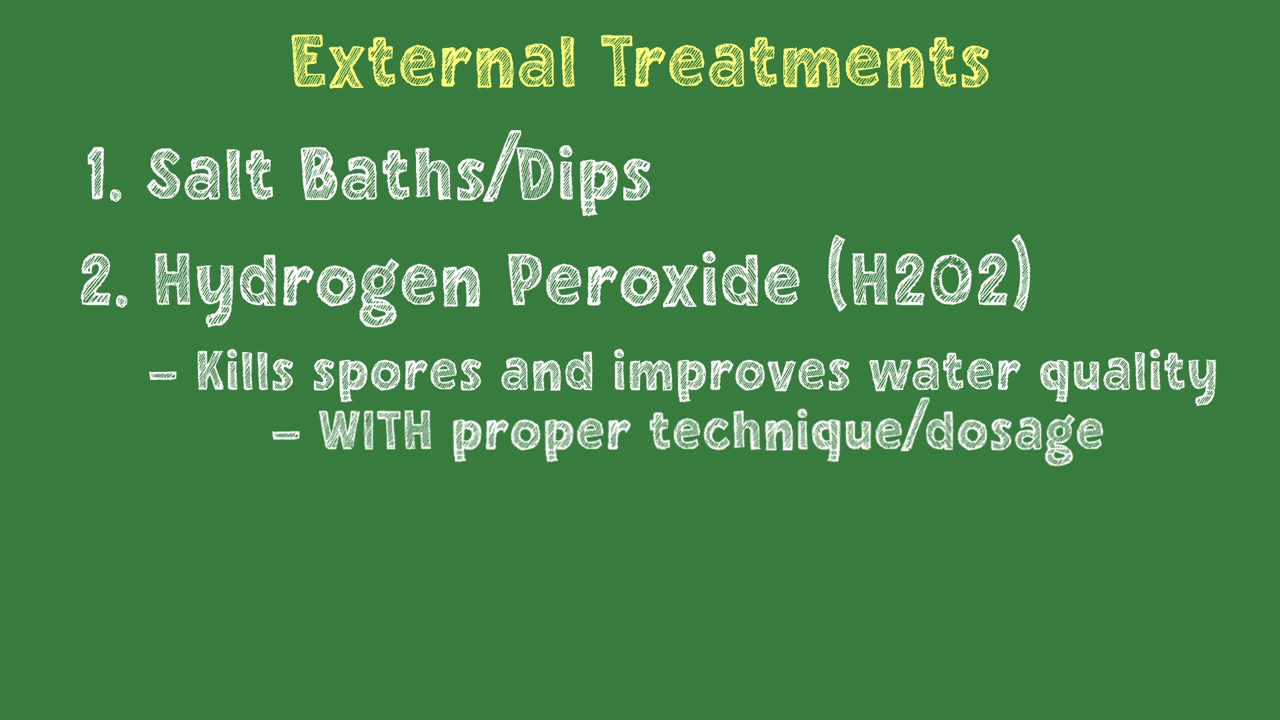 External Treatments
1. Salt Baths/Dips
2. Hydrogen Peroxide (H2O2)
- Kills spores and improves water quality
- WITH proper technique/dosage